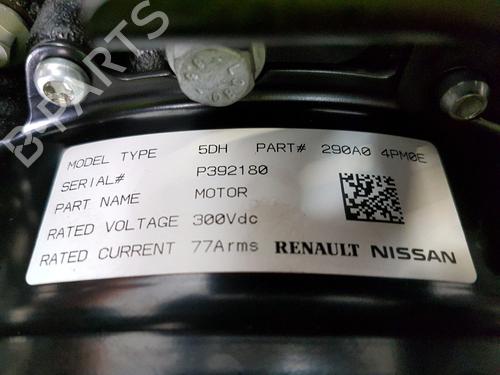 B-PARTS
MODEL TYPE 5DH PART# 290A0 4PM0E
SERIAL# P392180
PART NAME MOTOR
RATED VOLTAGE 300Vdc
RATED CURRENT 77Arms RENAULT NISSAN